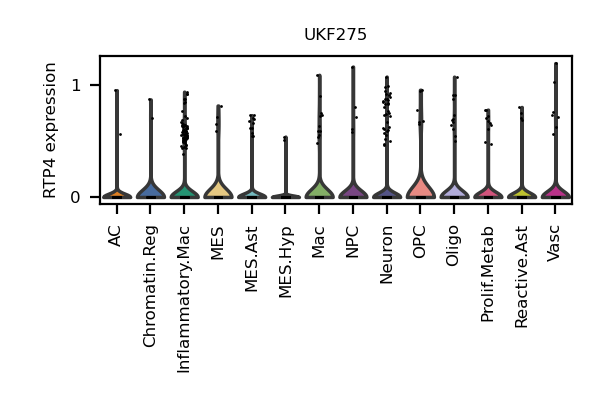 UKF275
RTP4 expression
1
0
AC
Chromatin.Reg
Inflammatory.Mac
MES
MES.Ast
MES.Hyp
Mac
NPC
Neuron
OPC
Oligo
Prolif.Metab
Reactive.Ast
Vasc